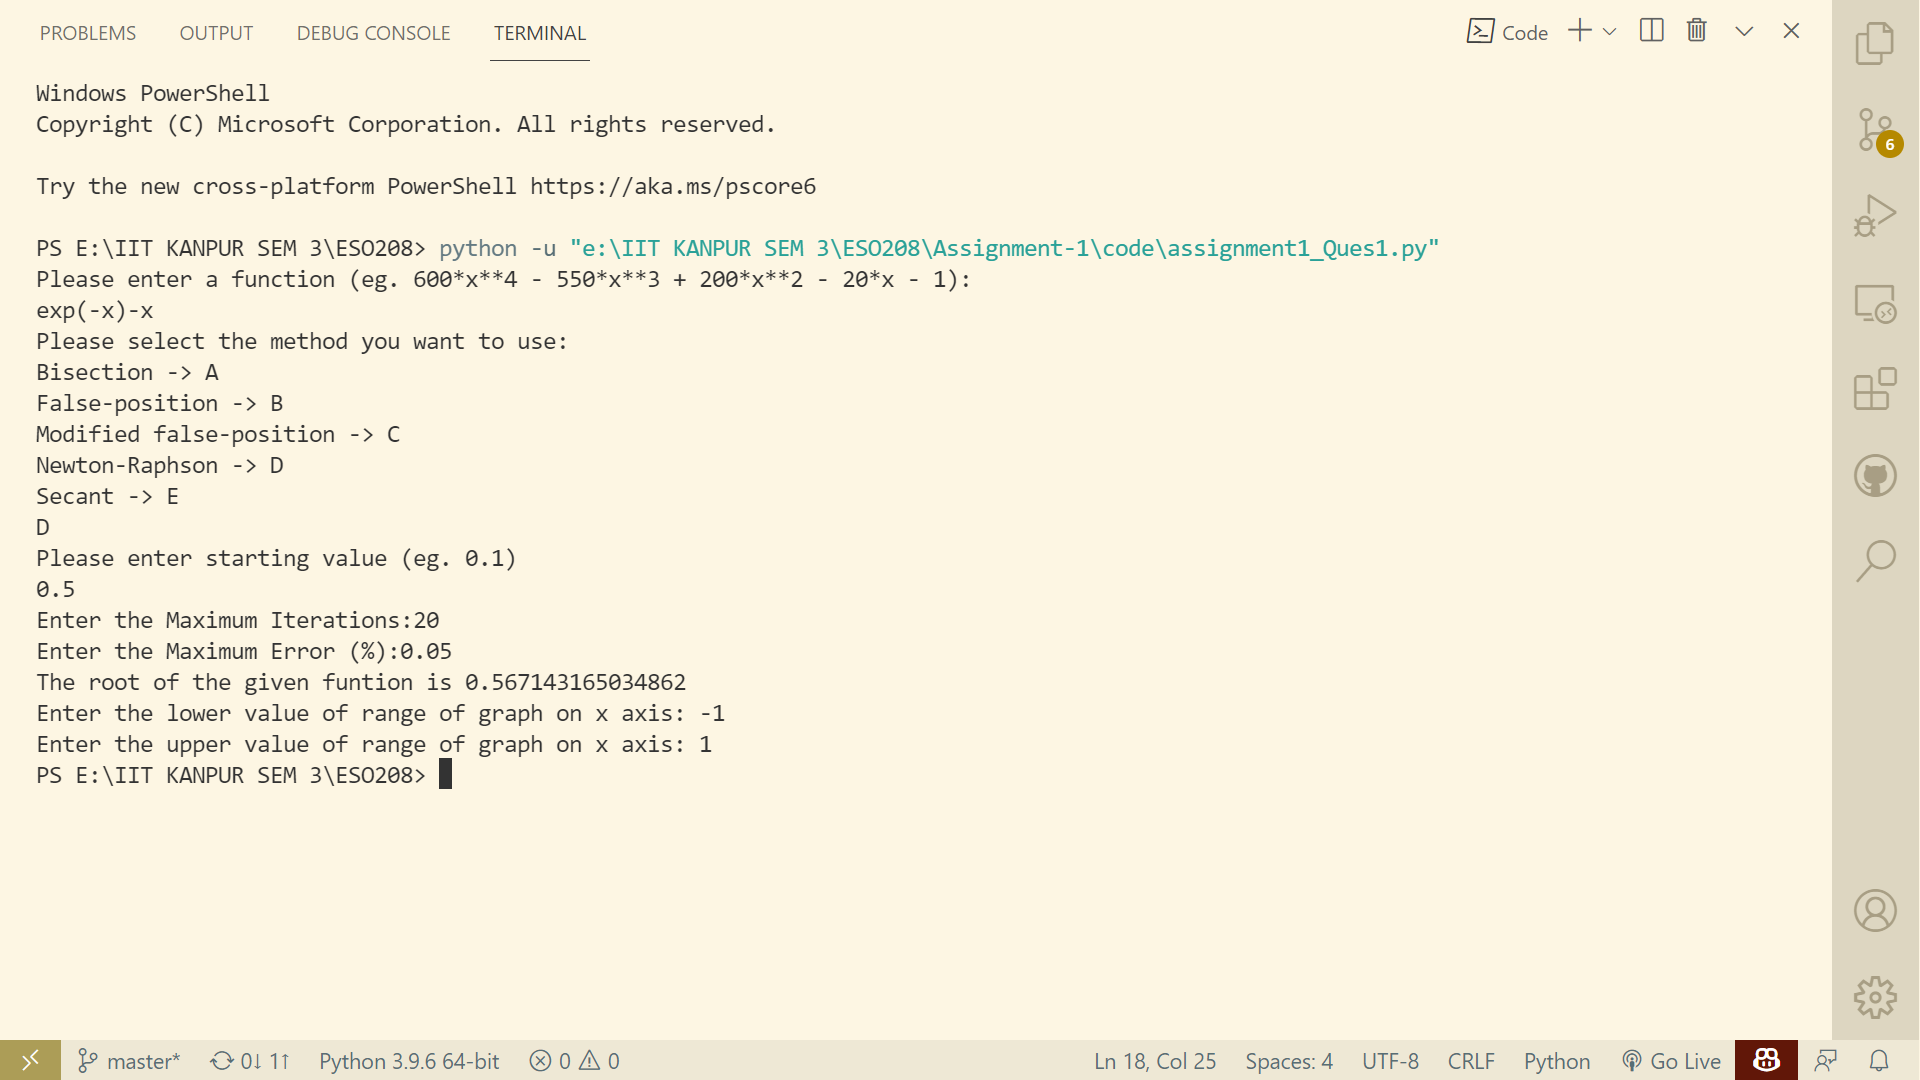 PROBLEMS OUTPUT DEBUG CONSOLE TERMINAL Code
Windows PowerShell
Copyright (C) Microsoft Corporation. All rights reserved.
Try the new cross-platform PowerShell https://aka.ms/pscore6
PS E:\IIT KANPUR SEM 3\ESO208> python -u "e:\IIT KANPUR SEM 3\ESO208\Assignment-1\code\assignment1_Ques1.py"
Please enter a function (eg. 600*x**4 - 550*x**3 + 200*x**2 - 20*x - 1):
exp(-x)-x
Please select the method you want to use:
Bisection -> A
False-position -> B
Modified false-position -> C
Newton-Raphson -> D
Secant -> E
D
Please enter starting value (eg. 0.1)
0.5
Enter the Maximum Iterations:20
Enter the Maximum Error (%):0.05
The root of the given funtion is 0.567143165034862
Enter the lower value of range of graph on x axis: -1
Enter the upper value of range of graph on x axis: 1
PS E:\IIT KANPUR SEM 3\ESO208>
6
master* 0↓ 1↑ Python 3.9.6 64-bit 0 0 Ln 18, Col 25 Spaces: 4 UTF-8 CRLF Python Go Live